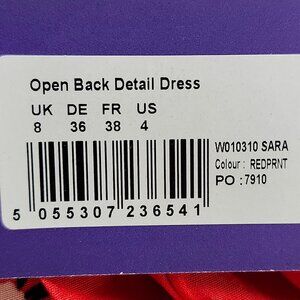 Open Back Detail Dress
UK DE FR US
8 36 38 4
W010310 SARA
Colour : REDPRNT
PO : 7910
5 055307 236541